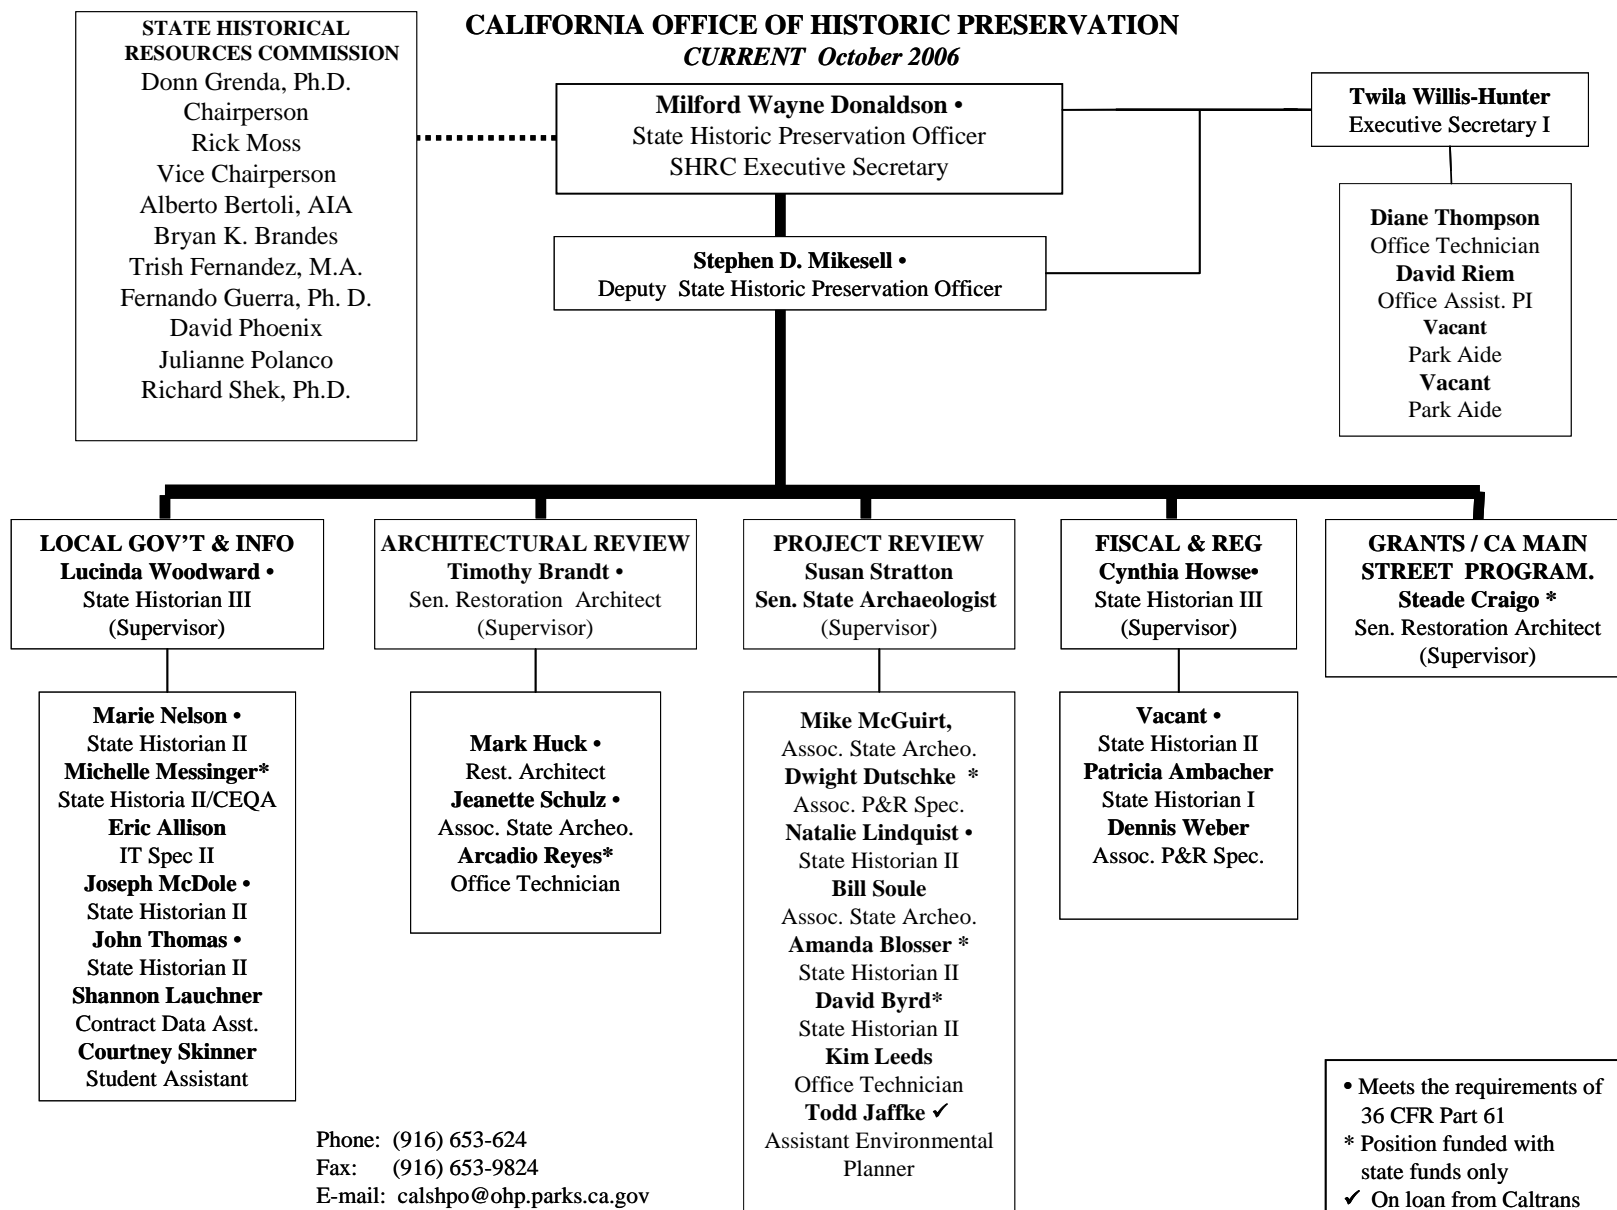 CALIFORNIA OFFICE OF HISTORIC PRESERVATION
CURRENT October 2006
STATE HISTORICAL
RESOURCES COMMISSION
Donn Grenda, Ph.D.
Chairperson
Rick Moss
Vice Chairperson
Alberto Bertoli, AIA
Bryan K. Brandes
Trish Fernandez, M.A.
Fernando Guerra, Ph. D.
David Phoenix
Julianne Polanco
Richard Shek, Ph.D.
Milford Wayne Donaldson •
State Historic Preservation Officer
SHRC Executive Secretary
Stephen D. Mikesell •
Deputy State Historic Preservation Officer
Twila Willis-Hunter
Executive Secretary I
Diane Thompson
Office Technician
David Riem
Office Assist. PI
Vacant
Park Aide
Vacant
Park Aide
LOCAL GOV'T & INFO
Lucinda Woodward •
State Historian III
(Supervisor)
Marie Nelson •
State Historian II
Michelle Messinger*
State Historia II/CEQA
Eric Allison
IT Spec II
Joseph McDole •
State Historian II
John Thomas •
State Historian II
Shannon Lauchner
Contract Data Asst.
Courtney Skinner
Student Assistant
ARCHITECTURAL REVIEW
Timothy Brandt •
Sen. Restoration Architect
(Supervisor)
Mark Huck •
Rest. Architect
Jeanette Schulz •
Assoc. State Archeo.
Arcadio Reyes*
Office Technician
PROJECT REVIEW
Susan Stratton
Sen. State Archaeologist
(Supervisor)
Mike McGuirt,
Assoc. State Archeo.
Dwight Dutschke *
Assoc. P&R Spec.
Natalie Lindquist •
State Historian II
Bill Soule
Assoc. State Archeo.
Amanda Blosser *
State Historian II
David Byrd*
State Historian II
Kim Leeds
Office Technician
Todd Jaffke ✓
Assistant Environmental
Planner
FISCAL & REG
Cynthia Howse•
State Historian III
(Supervisor)
Vacant •
State Historian II
Patricia Ambacher
State Historian I
Dennis Weber
Assoc. P&R Spec.
GRANTS / CA MAIN
STREET PROGRAM.
Steade Craigo *
Sen. Restoration Architect
(Supervisor)
Phone: (916) 653-624
Fax: (916) 653-9824
E-mail: calshpo@ohp.parks.ca.gov
• Meets the requirements of
36 CFR Part 61
* Position funded with
state funds only
✓ On loan from Caltrans